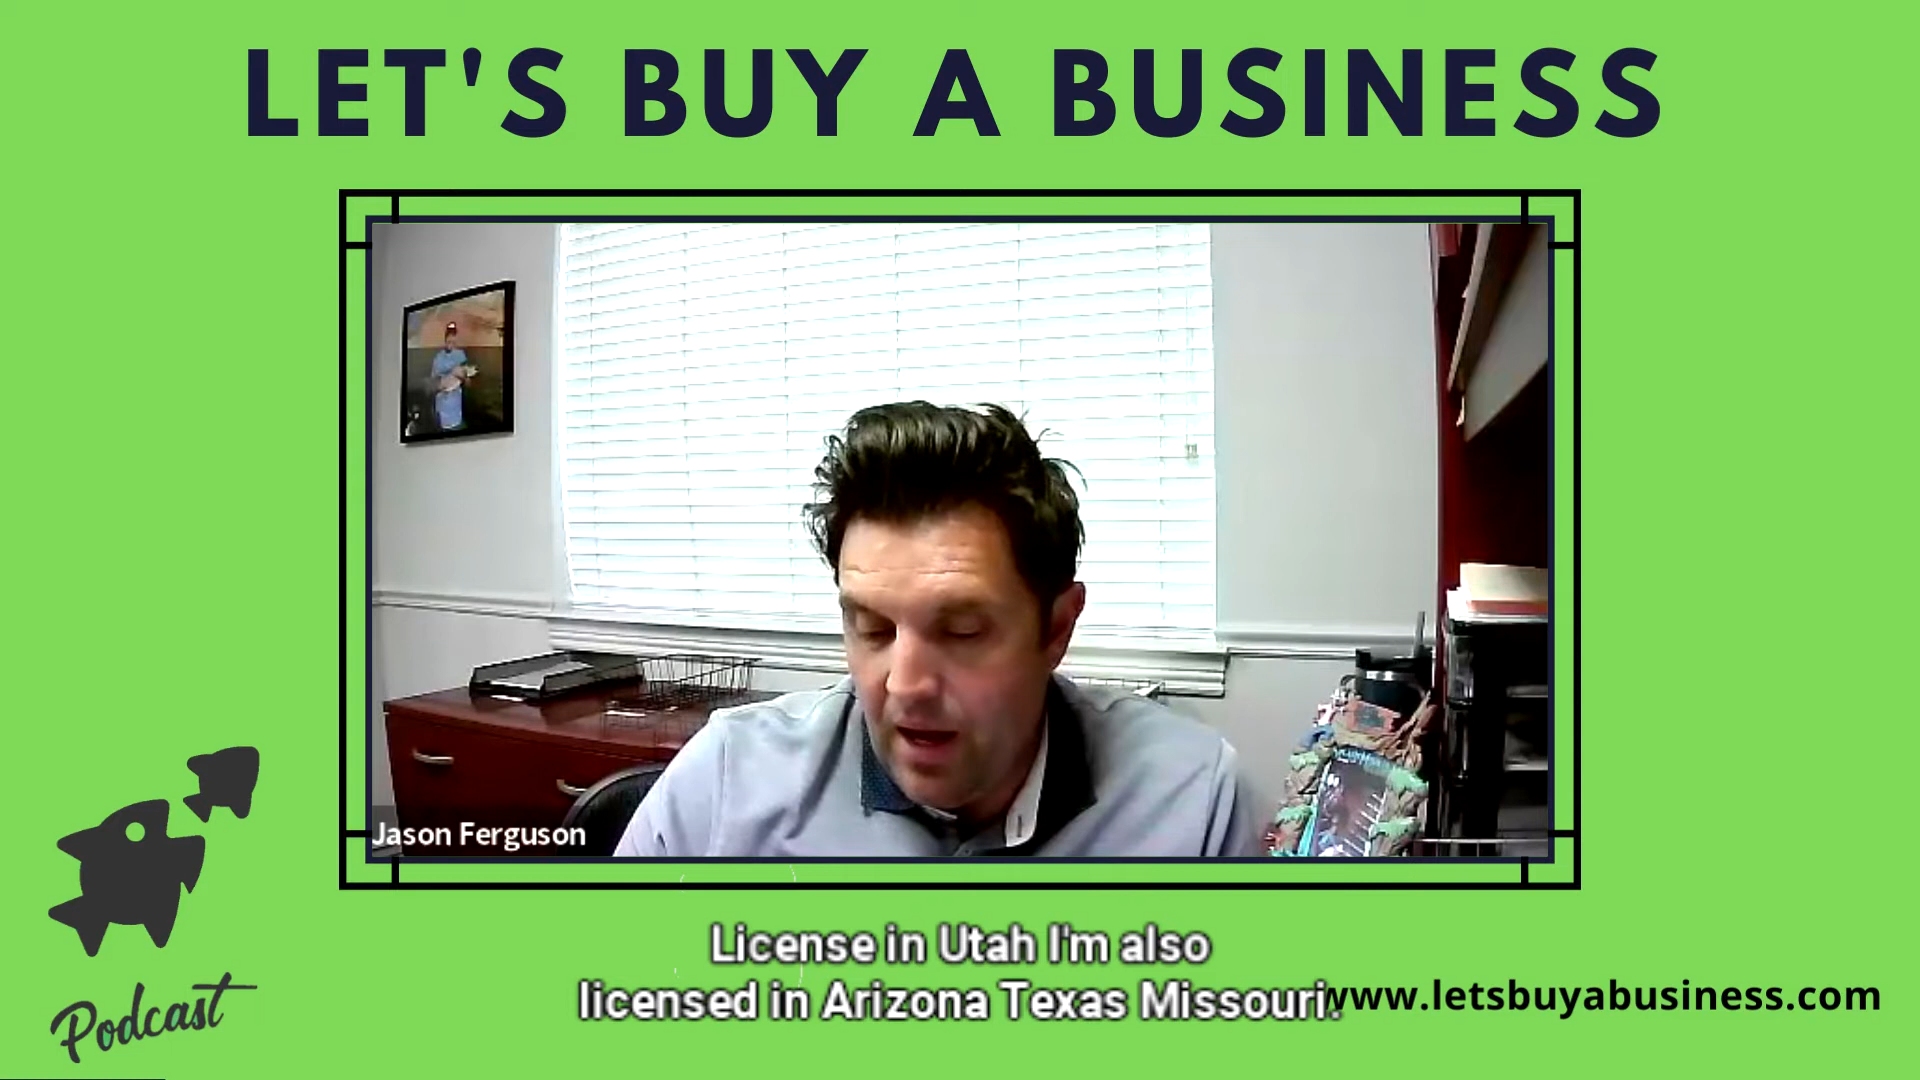 LET'S BUY A BUSINESS
Jason Ferguson
License in Utah I'm also
licensed in Arizona Texas Missouri.
www.letsbuyabusiness.com
Podcast